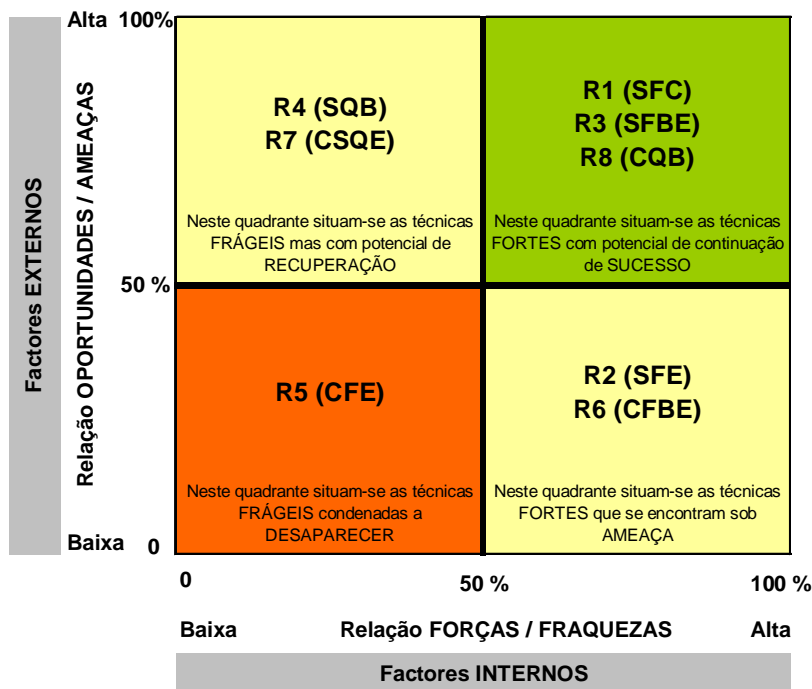 Alta 100%
Factores EXTERNOS
Relação OPORTUNIDADES / AMEAÇAS
R4 (SQB)
R7 (CSQE)
Neste quadrante situam-se as técnicas
FRÁGEIS mas com potencial de
RECUPERAÇÃO
R1 (SFC)
R3 (SFBE)
R8 (CQB)
Neste quadrante situam-se as técnicas
FORTES com potencial de continuação
de SUCESSO
50 %
R5 (CFE)
Neste quadrante situam-se as técnicas
FRÁGEIS condenadas a
DESAPARECER
R2 (SFE)
R6 (CFBE)
Neste quadrante situam-se as técnicas
FORTES que se encontram sob
AMEAÇA
Baixa 0
0 50 % 100 %
Baixa Relação FORÇAS / FRAQUEZAS Alta
Factores INTERNOS